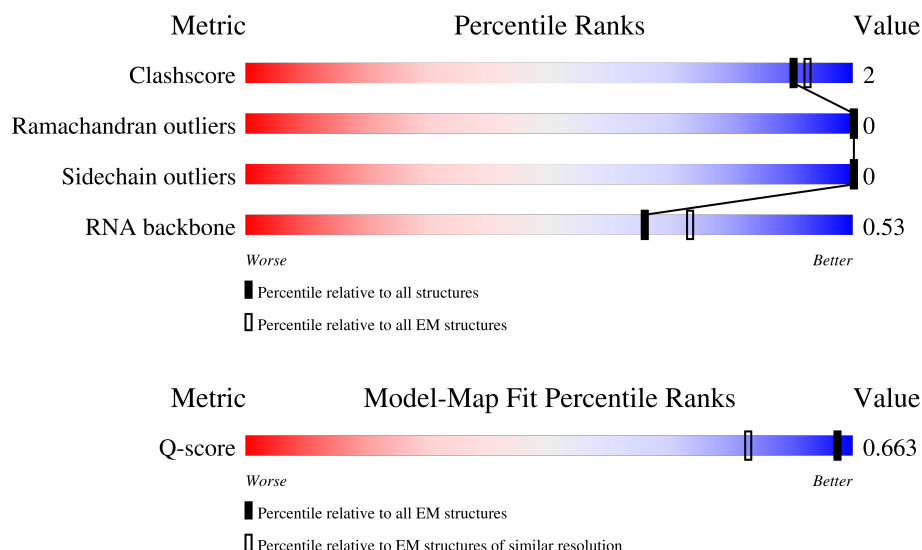 Metric Percentile Ranks Value
Clashscore 2
Ramachandran outliers 0
Sidechain outliers 0
RNA backbone 0.53
Worse Better
Percentile relative to all structures
Percentile relative to all EM structures
Metric Model-Map Fit Percentile Ranks Value
Q-score 0.663
Worse Better
Percentile relative to all EM structures
Percentile relative to EM structures of similar resolution